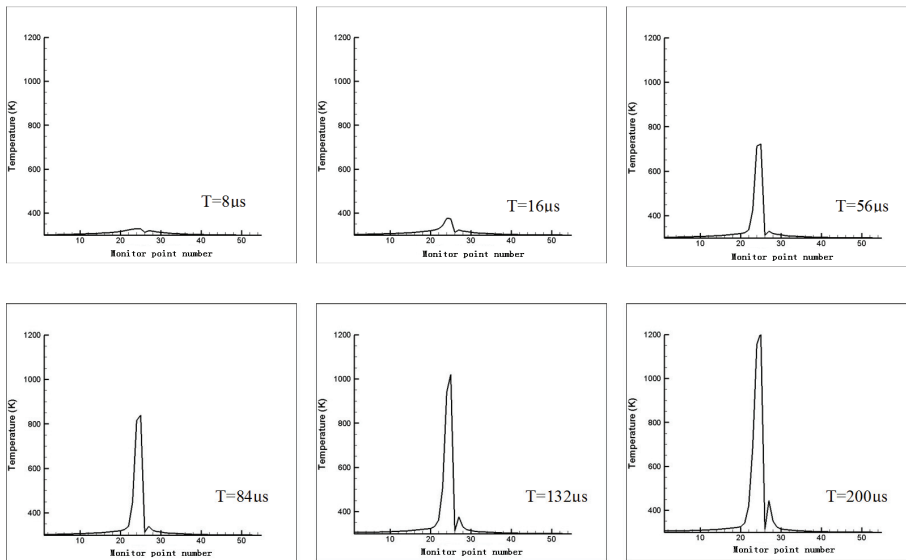 1200
1000
800
600
400
Temperature (K)
10 20 30 40 50
Monitor point number
T=8μs
1200
1000
800
600
400
Temperature (K)
10 20 30 40 50
Monitor point number
T=16μs
1200
1000
800
600
400
Temperature (K)
10 20 30 40 50
Monitor point number
T=56μs
1200
1000
800
600
400
Temperature (K)
10 20 30 40 50
Monitor point number
T=84μs
1200
1000
800
600
400
Temperature (K)
10 20 30 40 50
Monitor point number
T=132μs
1200
1000
800
600
400
Temperature (K)
10 20 30 40 50
Monitor point number
T=200μs